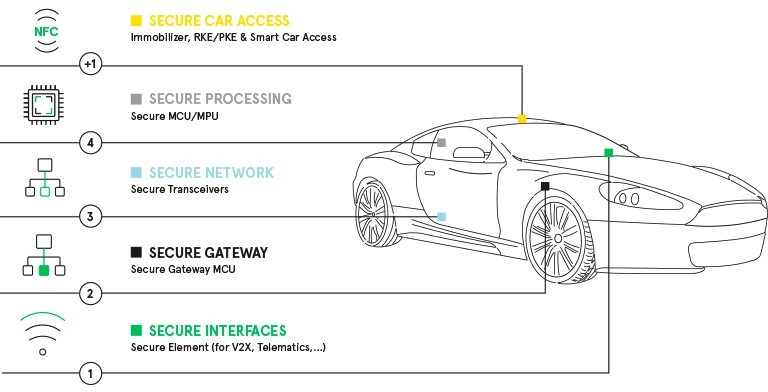 NFC
SECURE CAR ACCESS
Immobilizer, RKE/PKE & Smart Car Access
+1
SECURE PROCESSING
Secure MCU/MPU
4
SECURE NETWORK
Secure Transceivers
3
SECURE GATEWAY
Secure Gateway MCU
2
SECURE INTERFACES
Secure Element (for V2X, Telematics,...)
1